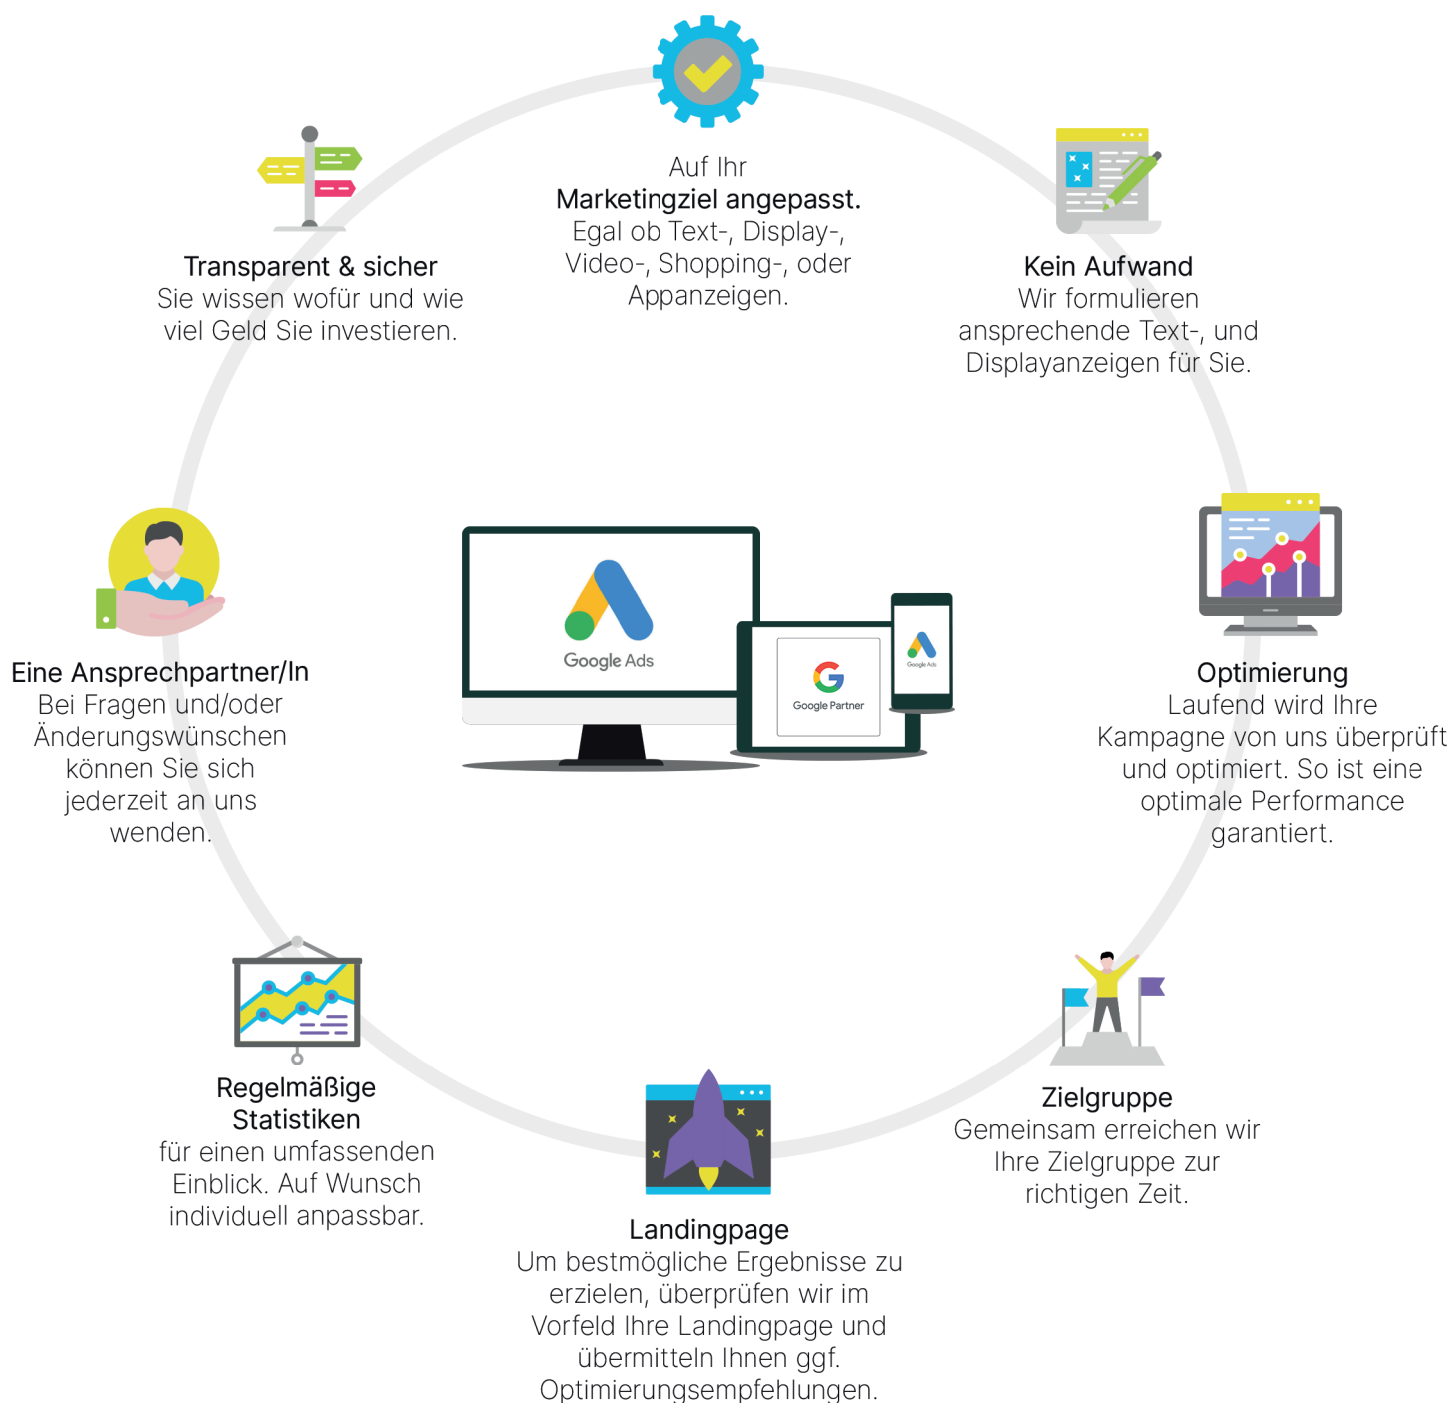 Auf Ihr
Marketingziel angepasst.
Egal ob Text-, Display-,
Video-, Shopping-, oder
Appanzeigen.
Kein Aufwand
Wir formulieren
ansprechende Text-, und
Displayanzeigen für Sie.
Optimierung
Laufend wird Ihre
Kampagne von uns überprüft
und optimiert. So ist eine
optimale Performance
garantiert.
Zielgruppe
Gemeinsam erreichen wir
Ihre Zielgruppe zur
richtigen Zeit.
Landingpage
Um bestmögliche Ergebnisse zu
erzielen, überprüfen wir im
Vorfeld Ihre Landingpage und
übermitteln Ihnen ggf.
Optimierungsempfehlungen.
Regelmäßige
Statistiken
für einen umfassenden
Einblick. Auf Wunsch
individuell anpassbar.
Eine Ansprechpartner/In
Bei Fragen und/oder
Änderungswünschen
können Sie sich
jederzeit an uns
wenden.
Transparent & sicher
Sie wissen wofür und wie
viel Geld Sie investieren.
Google Ads
Google Partner
Google Ads